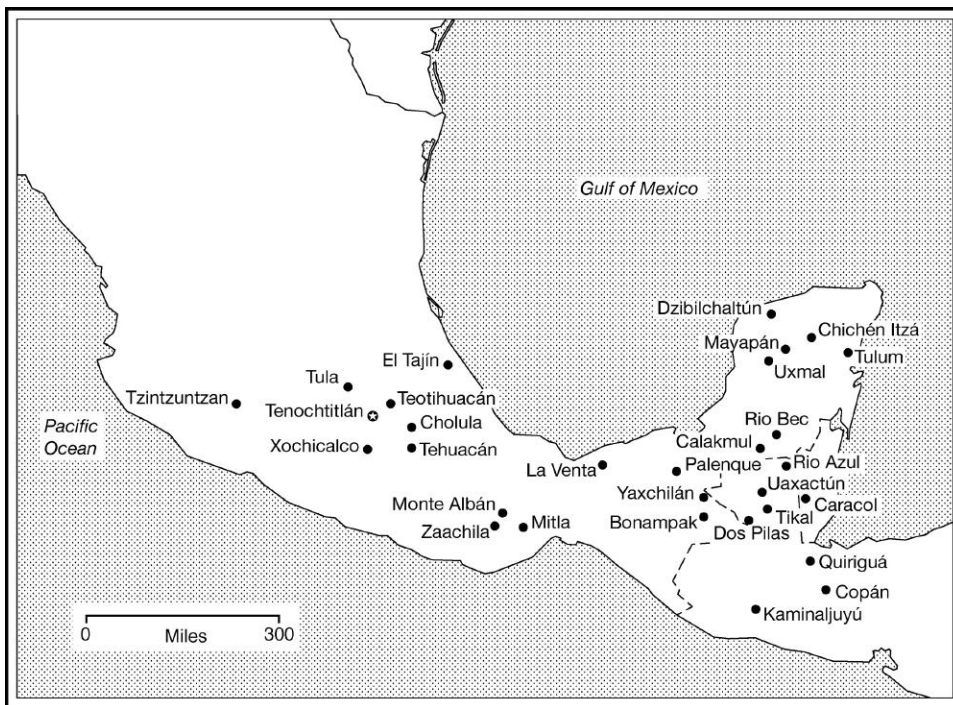 Gulf of Mexico
Dzibilchaltún
Chichén Itzá
Mayapán
Tulum
Uxmal
El Tajín
Tula
Teotihuacán
Tzintzuntzan
Tenochtitlán
Cholula
Pacific
Ocean
Xochicalco
Tehuacán
Rio Bec
Calakmul
La Venta
Palenque
Rio Azul
Yaxchilán
Uaxactún
Caracol
Monte Albán
Bonampak
Tikal
Zaachila
Mitla
Dos Pilas
Quiriguá
Copán
Kaminaljuyú
0 Miles 300